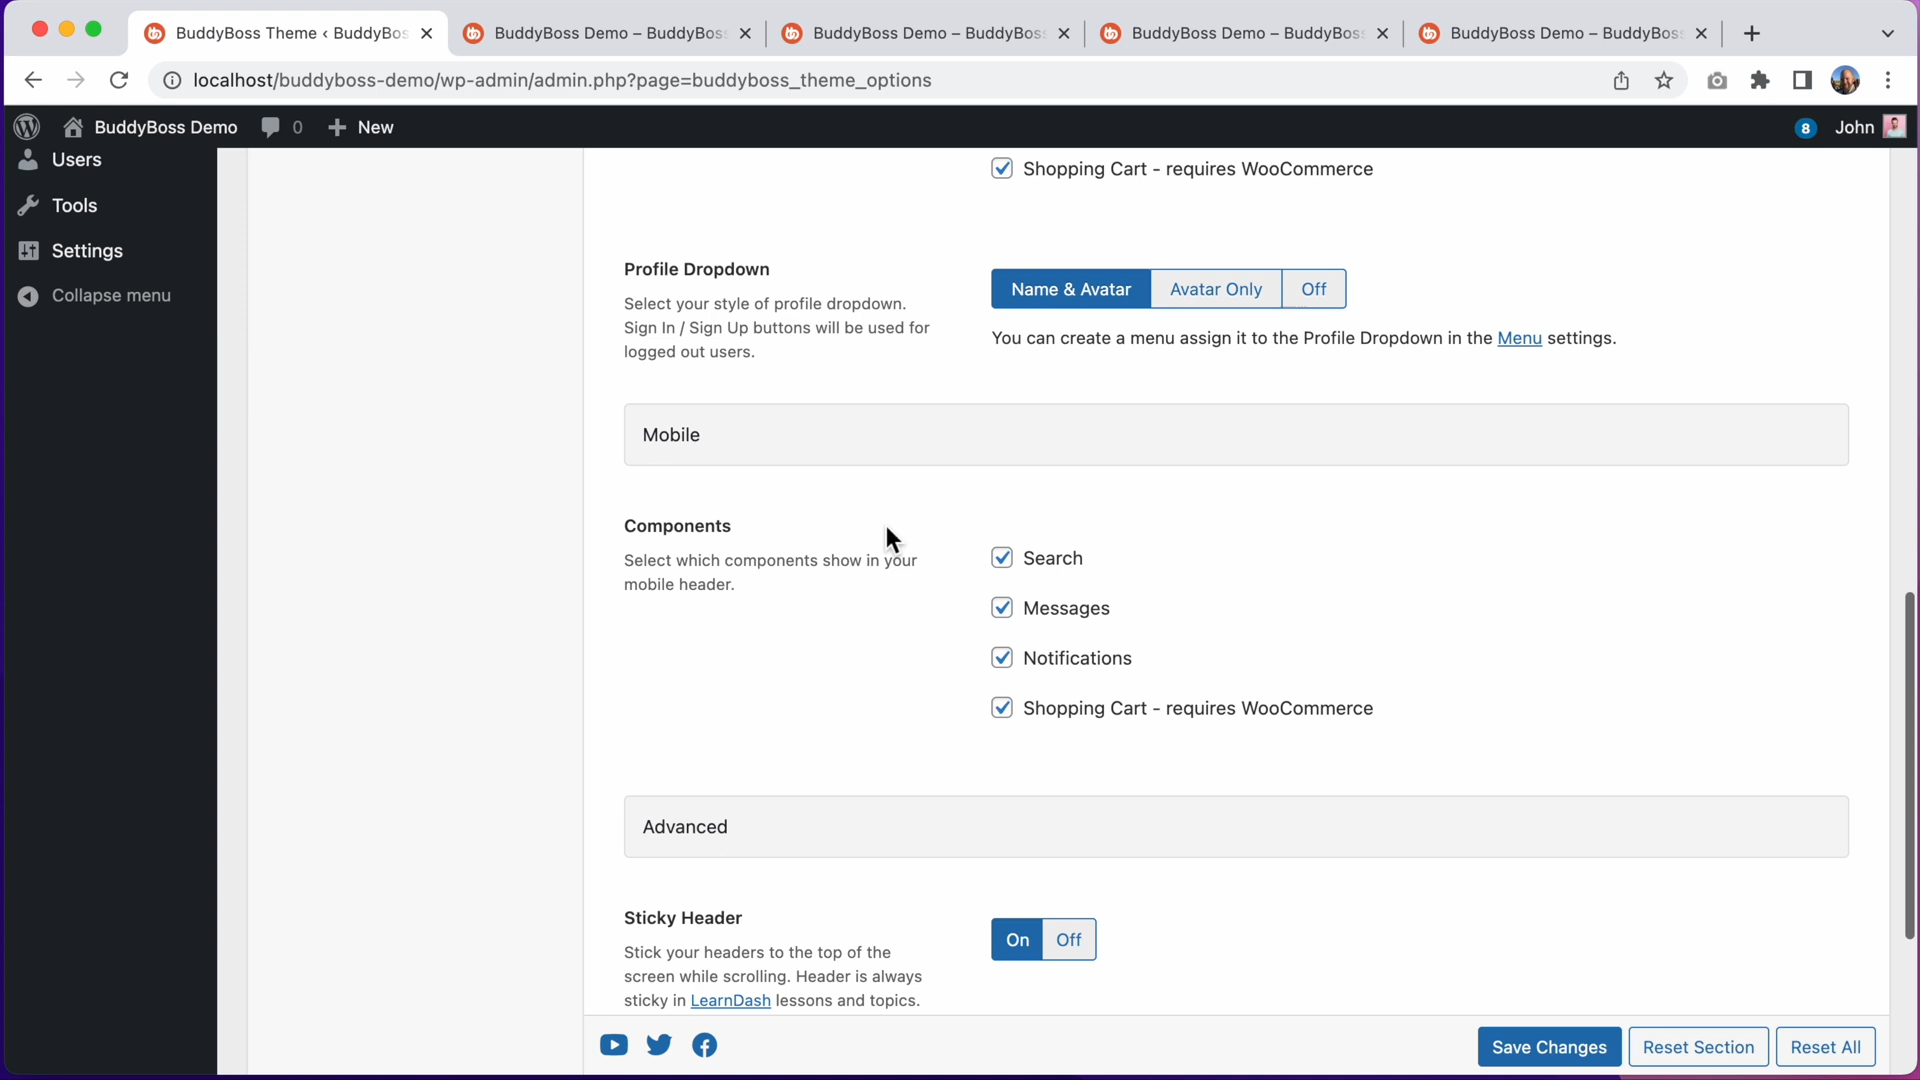 BuddyBoss Theme ‹ BuddyBos
BuddyBoss Demo – BuddyBoss
BuddyBoss Demo – BuddyBoss
BuddyBoss Demo – BuddyBoss
BuddyBoss Demo – BuddyBoss
localhost/buddyboss-demo/wp-admin/admin.php?page=buddyboss_theme_options
BuddyBoss Demo
0
New
8
John
Users
Tools
Settings
Collapse menu
Shopping Cart - requires WooCommerce
Profile Dropdown
Select your style of profile dropdown.
Sign In / Sign Up buttons will be used for
logged out users.
Name & Avatar
Avatar Only
Off
You can create a menu assign it to the Profile Dropdown in the Menu settings.
Mobile
Components
Select which components show in your
mobile header.
Search
Messages
Notifications
Shopping Cart - requires WooCommerce
Advanced
Sticky Header
Stick your headers to the top of the
screen while scrolling. Header is always
sticky in LearnDash lessons and topics.
On
Off
Save Changes
Reset Section
Reset All